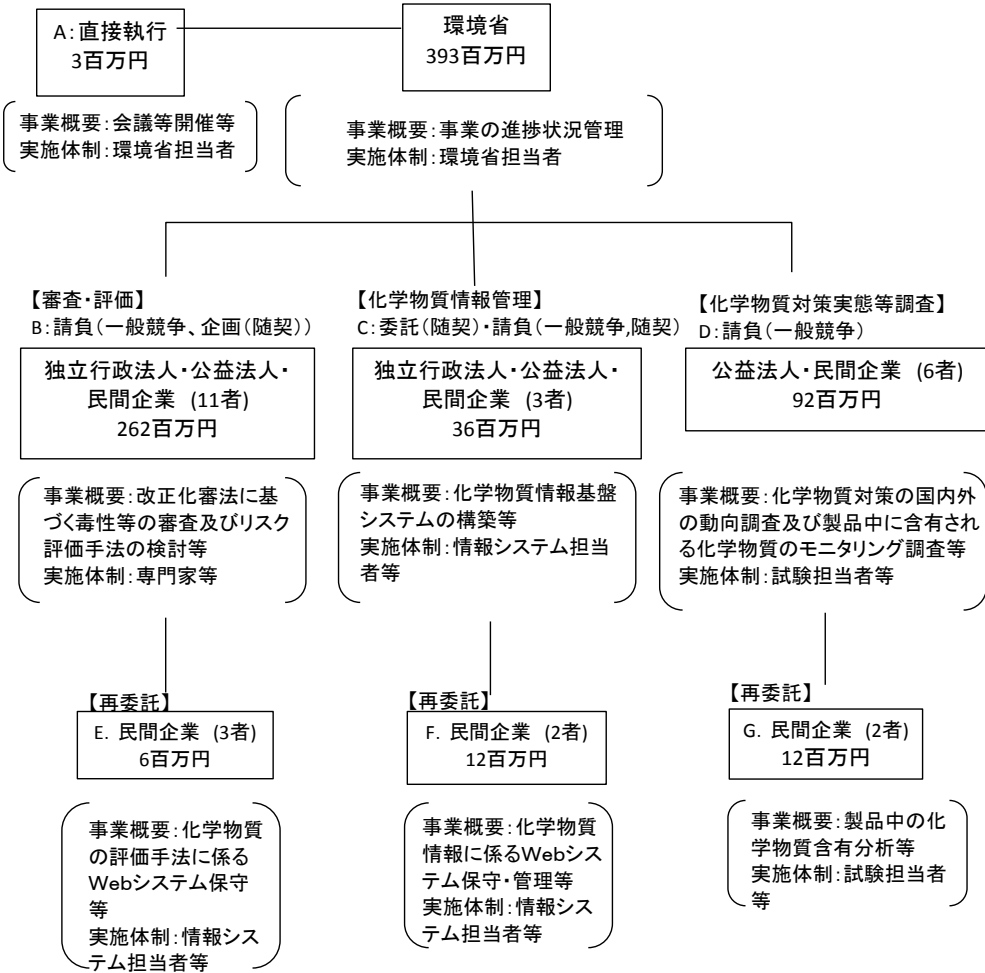 A:直接執行
3百万円
環境省
393百万円
事業概要:会議等開催等
実施体制:環境省担当者
事業概要:事業の進捗状況管理
実施体制:環境省担当者
【審査・評価】
B:請負(一般競争、企画(随契))
独立行政法人・公益法人・
民間企業 (11者)
262百万円
事業概要:改正化審法に基
づく毒性等の審査及びリスク
評価手法の検討等
実施体制:専門家等
【化学物質情報管理】
C:委託(随契)・請負(一般競争,随契)
独立行政法人・公益法人・
民間企業 (3者)
36百万円
事業概要:化学物質情報基盤
システムの構築等
実施体制:情報システム担当
者等
【化学物質対策実態等調査】
D:請負(一般競争)
公益法人・民間企業 (6者)
92百万円
事業概要:化学物質対策の国内外
の動向調査及び製品中に含有され
る化学物質のモニタリング調査等
実施体制:試験担当者等
【再委託】
E. 民間企業 (3者)
6百万円
事業概要:化学物質
の評価手法に係る
Webシステム保守
等
実施体制:情報シス
テム担当者等
【再委託】
F. 民間企業 (2者)
12百万円
事業概要:化学物質
情報に係るWebシス
テム保守・管理等
実施体制:情報シス
テム担当者等
【再委託】
G. 民間企業 (2者)
12百万円
事業概要:製品中の化
学物質含有分析等
実施体制:試験担当者
等